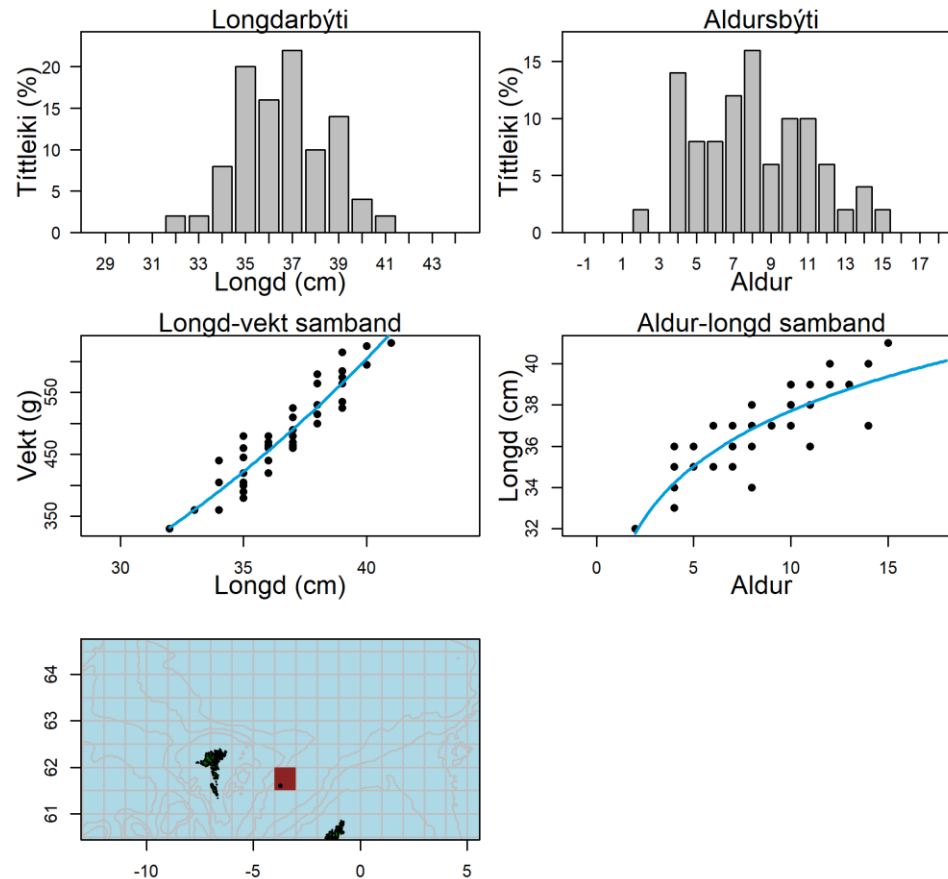 Longdarbýti
Títtleiki (%)
20
15
10
5
0
29 31 33 35 37 39 41 43
Longd (cm)
Aldursbýti
Títtleiki (%)
15
10
5
0
-1 1 3 5 7 9 11 13 15 17
Aldur
Longd-vekt samband
Vekt (g)
550
450
350
30 35 40
Longd (cm)
Aldur-longd samband
Longd (cm)
40
38
36
34
32
0 5 10 15
Aldur
64
63
62
61
-10 -5 0 5